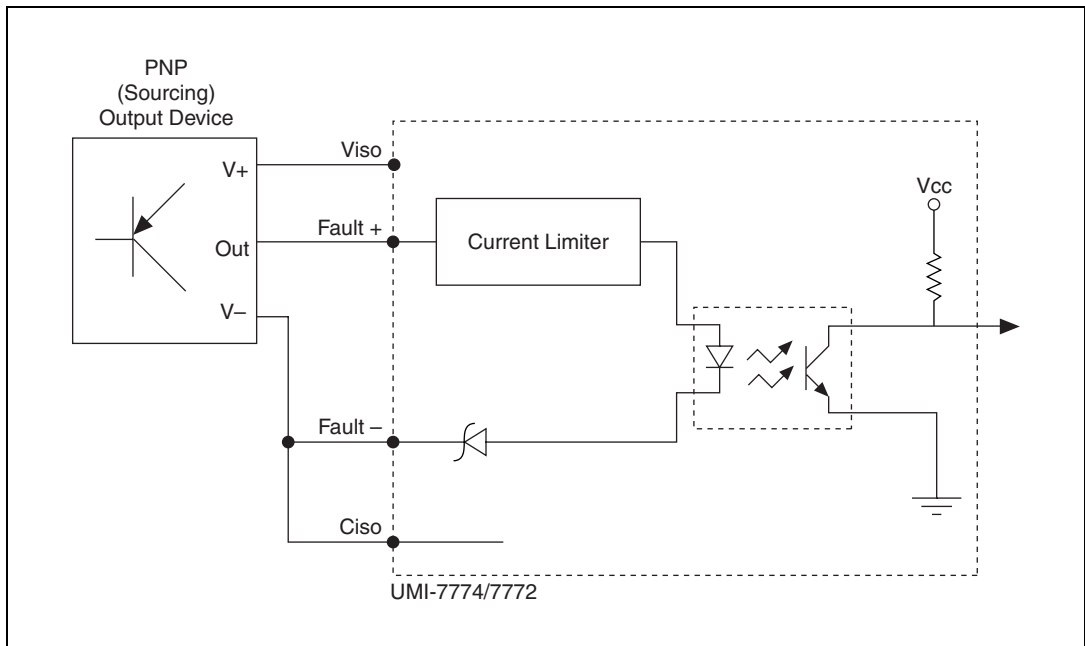 PNP
(Sourcing)
Output Device
V+
Out
V–
Viso
Fault +
Fault –
Ciso
Current Limiter
Vcc
UMI-7774/7772